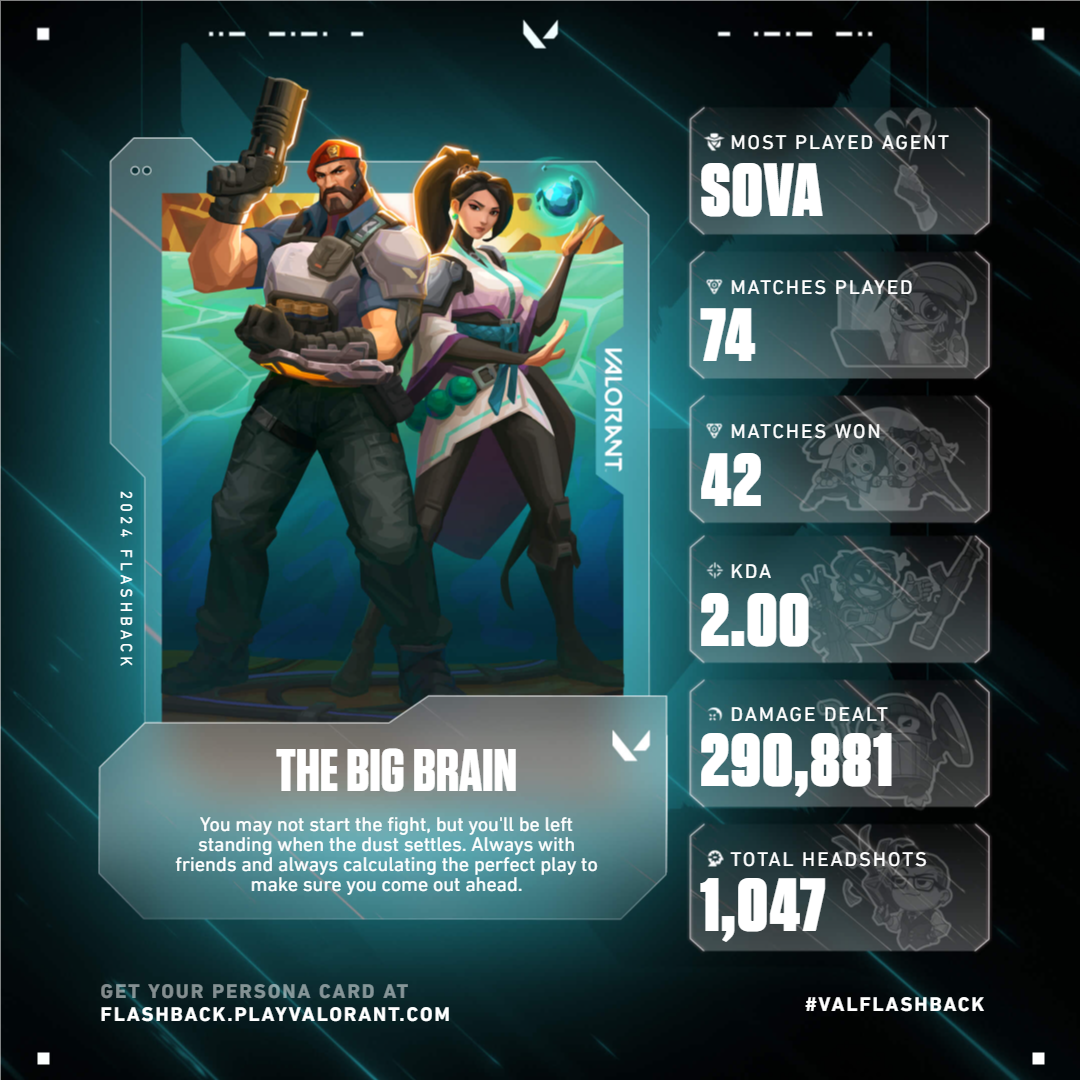 MOST PLAYED AGENT
SOVA
MATCHES PLAYED
74
MATCHES WON
42
KDA
2.00
DAMAGE DEALT
290,881
TOTAL HEADSHOTS
1,047
VALORANT
2024 FLASHBACK
THE BIG BRAIN
You may not start the fight, but you'll be left
standing when the dust settles. Always with
friends and always calculating the perfect play to
make sure you come out ahead.
GET YOUR PERSONA CARD AT
FLASHBACK.PLAYVALORANT.COM
#VALFLASHBACK